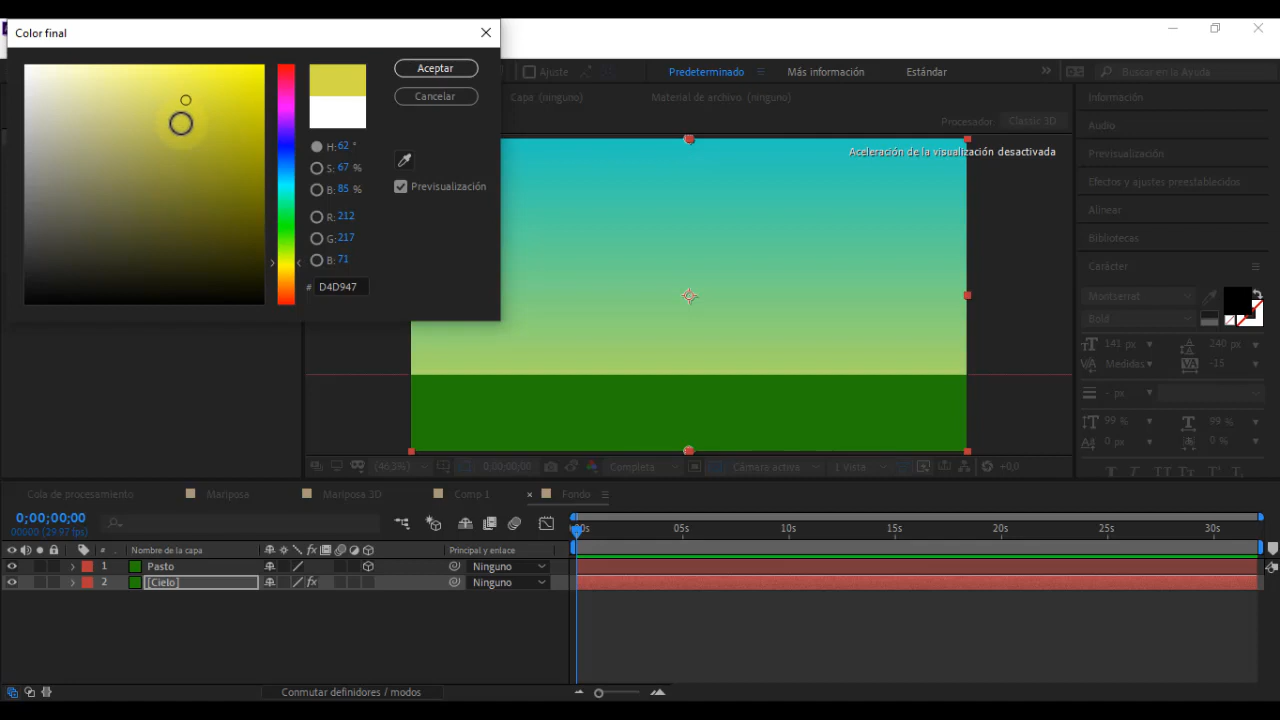 Color final
Aceptar
Cancelar
H: 62 °
S: 67 %
B: 85 %
Previsualización
R: 212
G: 217
B: 71
# D4D947
Ajuste
Predeterminado
Más información
Estándar
Buscar en la Ayuda
Capa (ninguno)
Material de archivo (ninguno)
Procesador: Classic 3D
Aceleración de la visualización desactivada
Información
Audio
Previsualización
Efectos y ajustes preestablecidos
Alinear
Bibliotecas
Carácter
Montserrat
Bold
141 px
240 px
Medidas
-15
- px
99 %
99 %
0 px
0 %
(46,3%)
0;00;00;00
Completa
Cámara activa
1 Vista
+0,0
Cola de procesamiento
Mariposa
Mariposa 3D
Comp 1
Fondo
0;00;00;00
00000 (29.97 fps)
05s
10s
15s
20s
25s
30s
# Nombre de la capa
Principal y enlace
1 Pasto
Ninguno
2 [Cielo]
Ninguno
Conmutar definidores / modos